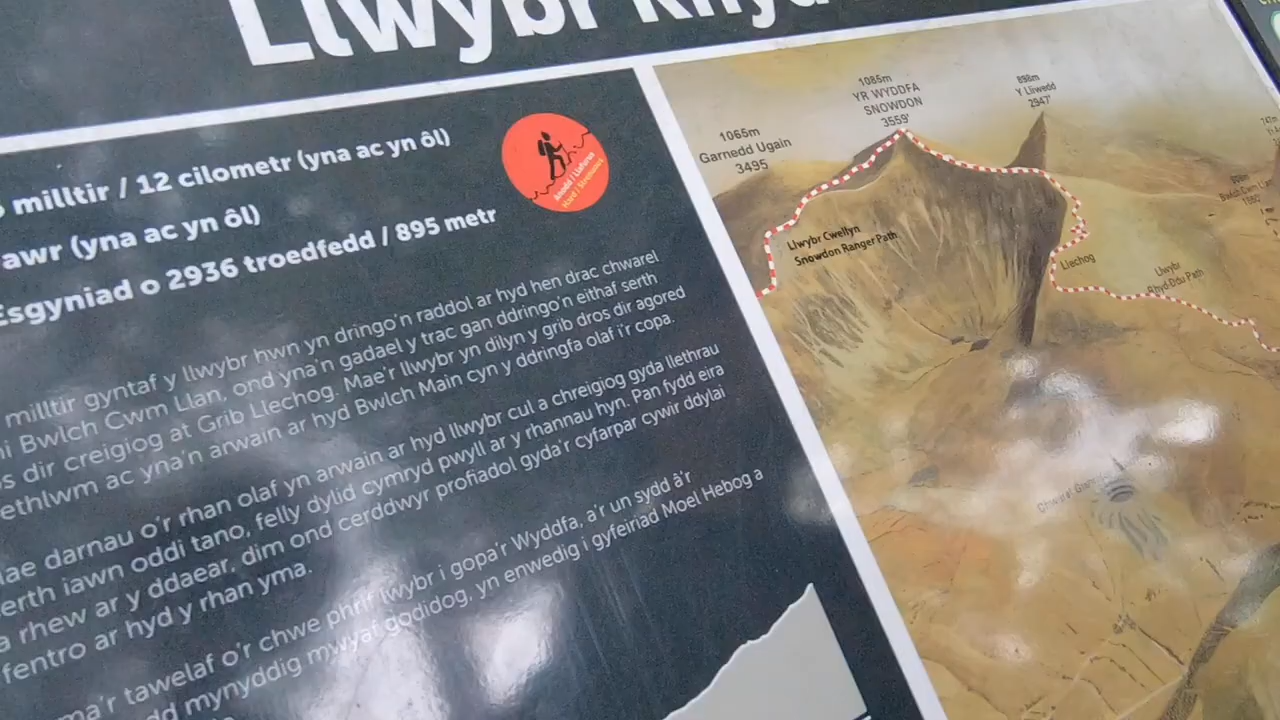 Llwybr Rhyd
milltir / 12 cilometr (yna ac yn ôl)
awr (yna ac yn ôl)
Esgyniad o 2936 troedfedd / 895 metr
Anodd / Llafurus
Hard / Strenuous
milltir gyntaf y llwybr hwn yn dringo'n raddol ar hyd hen drac chwarel
Bwlch Cwm Llan, ond yna'n gadael y trac gan ddringo'n eithaf serth
dir creigiog at Grib Llechog. Mae'r llwybr yn dilyn y grib dros dir agored
ac yna'n arwain ar hyd Bwlch Main cyn y ddringfa olaf i'r copa.
darnau o'r rhan olaf yn arwain ar hyd llwybr cul a chreigiog gyda llethrau
iawn oddi tano, felly dylid cymryd pwyll ar y rhannau hyn. Pan fydd eira
a rhew ar y ddaear, dim ond cerddwyr profiadol gyda'r cyfarpar cywir ddylai
fentro ar hyd y rhan yma.
tawelaf o'r chwe phrif lwybr i gopa'r Wyddfa, a'r un sydd â'r
mynyddig mwyaf godidog, yn enwedig i gyfeiriad Moel Hebog a
1065m
Garnedd Ugain
3495
1085m
YR WYDDFA
SNOWDON
3559'
898m
Y Lliwedd
2947'
Llwybr Cwellyn
Snowdon Ranger Path
Llechog
Llwybr
Rhyd Ddu Path